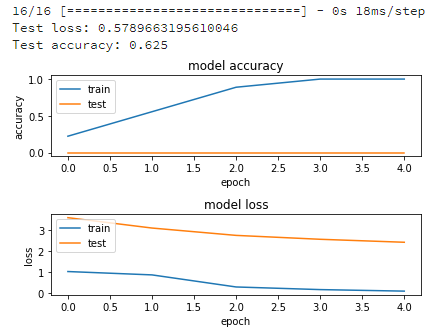 16/16 [==============================] - 0s 18ms/step
Test loss: 0.5789663195610046
Test accuracy: 0.625
model accuracy
1.0
0.5
0.0
accuracy
train
test
0.0 0.5 1.0 1.5 2.0 2.5 3.0 3.5 4.0
epoch
model loss
3
2
1
0
loss
train
test
0.0 0.5 1.0 1.5 2.0 2.5 3.0 3.5 4.0
epoch